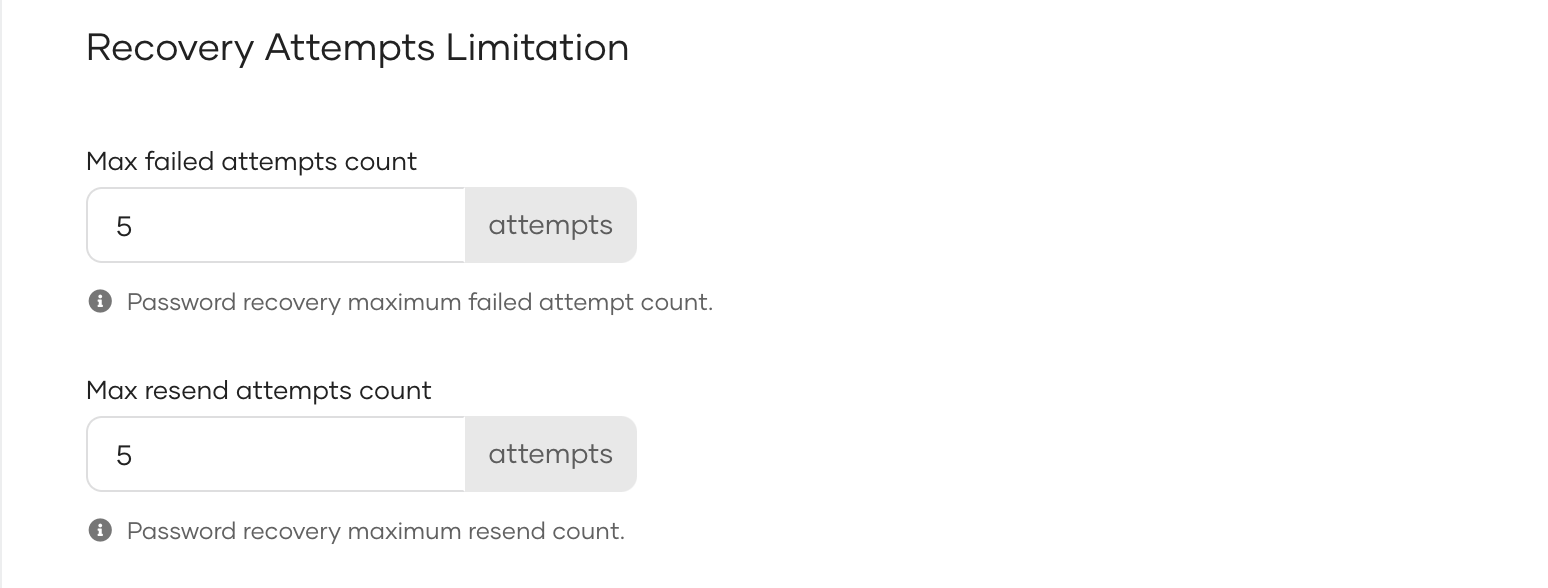 Recovery Attempts Limitation
Max failed attempts count
5 attempts
Password recovery maximum failed attempt count.
Max resend attempts count
5 attempts
Password recovery maximum resend count.